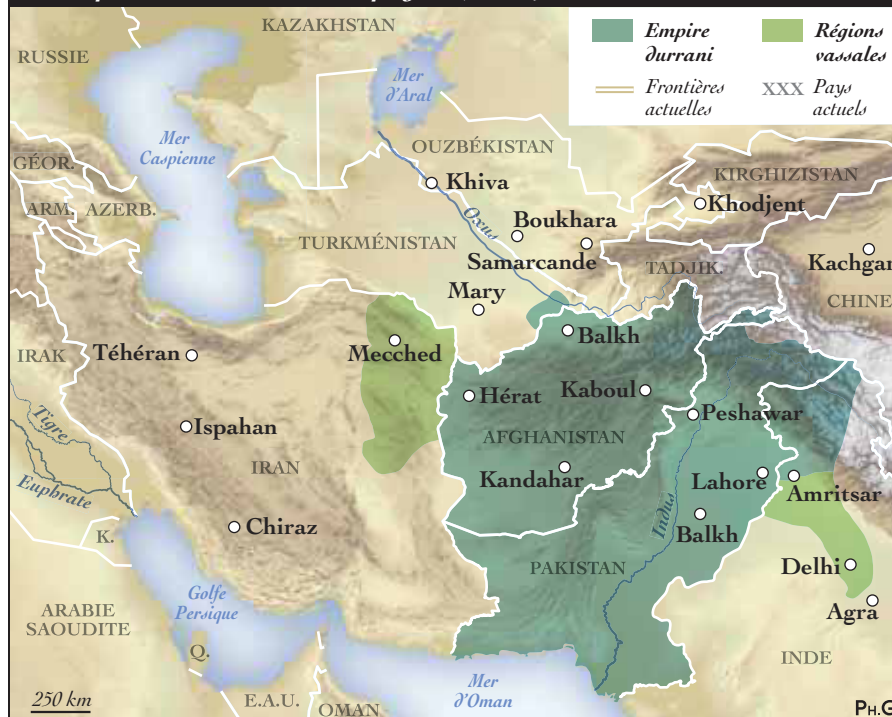 Empire
durrani
Régions
vassales
Frontières
actuelles
XXX Pays
actuels
KAZAKHSTAN
RUSSIE
Mer
d'Aral
Mer
Caspienne
OUZBÉKISTAN
GÉOR.
KIRGHIZISTAN
Khiva
Khodjent
ARM.
AZERB.
Oxus
Boukhara
TURKMÉNISTAN
Samarcande
TADJIK.
Kachgar
Mary
CHINE
IRAK
Téhéran
Mecched
Balkh
Hérat
Kaboul
Peshawar
Tigre
Ispahan
AFGHANISTAN
IRAN
Kandahar
Lahore
Amritsar
Euphrate
Indus
Chiraz
Balkh
K.
PAKISTAN
Delhi
Golfe
Persique
Agra
ARABIE
SAOUDITE
Q.
INDE
Mer
d'Oman
250 km
E.A.U.
OMAN